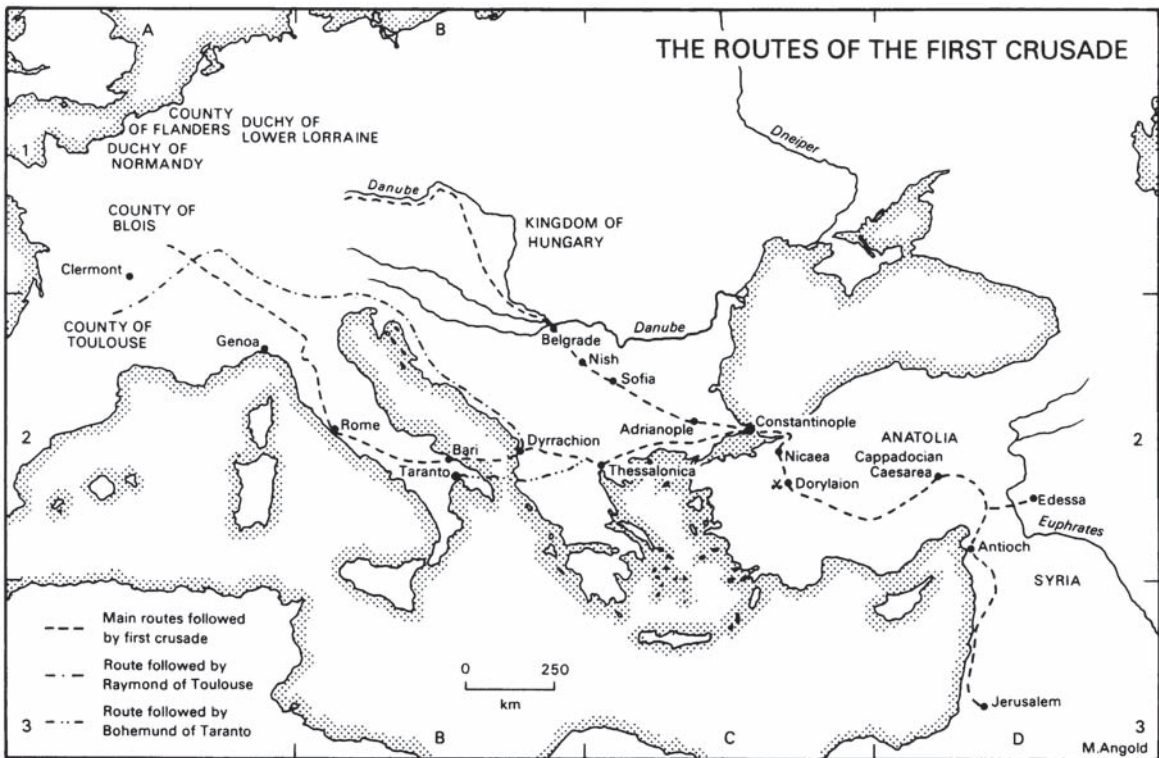 A
B
THE ROUTES OF THE FIRST CRUSADE
COUNTY
OF FLANDERS
DUCHY OF
LOWER LORRAINE
1
DUCHY OF
NORMANDY
Dneiper
Danube
COUNTY OF
BLOIS
KINGDOM OF
HUNGARY
Clermont
COUNTY OF
TOULOUSE
Genoa
Belgrade
Danube
Nish
Sofia
2
Rome
Bari
Taranto
Dyrrachion
Adrianople
Constantinople
Thessalonica
Nicaea
Dorylaion
ANATOLIA
Cappadocian
Caesarea
2
Edessa
Euphrates
Antioch
SYRIA
Main routes followed
by first crusade
Route followed by
Raymond of Toulouse
Route followed by
Bohemund of Taranto
0 250
km
Jerusalem
3
B
C
D
3
M.Angold